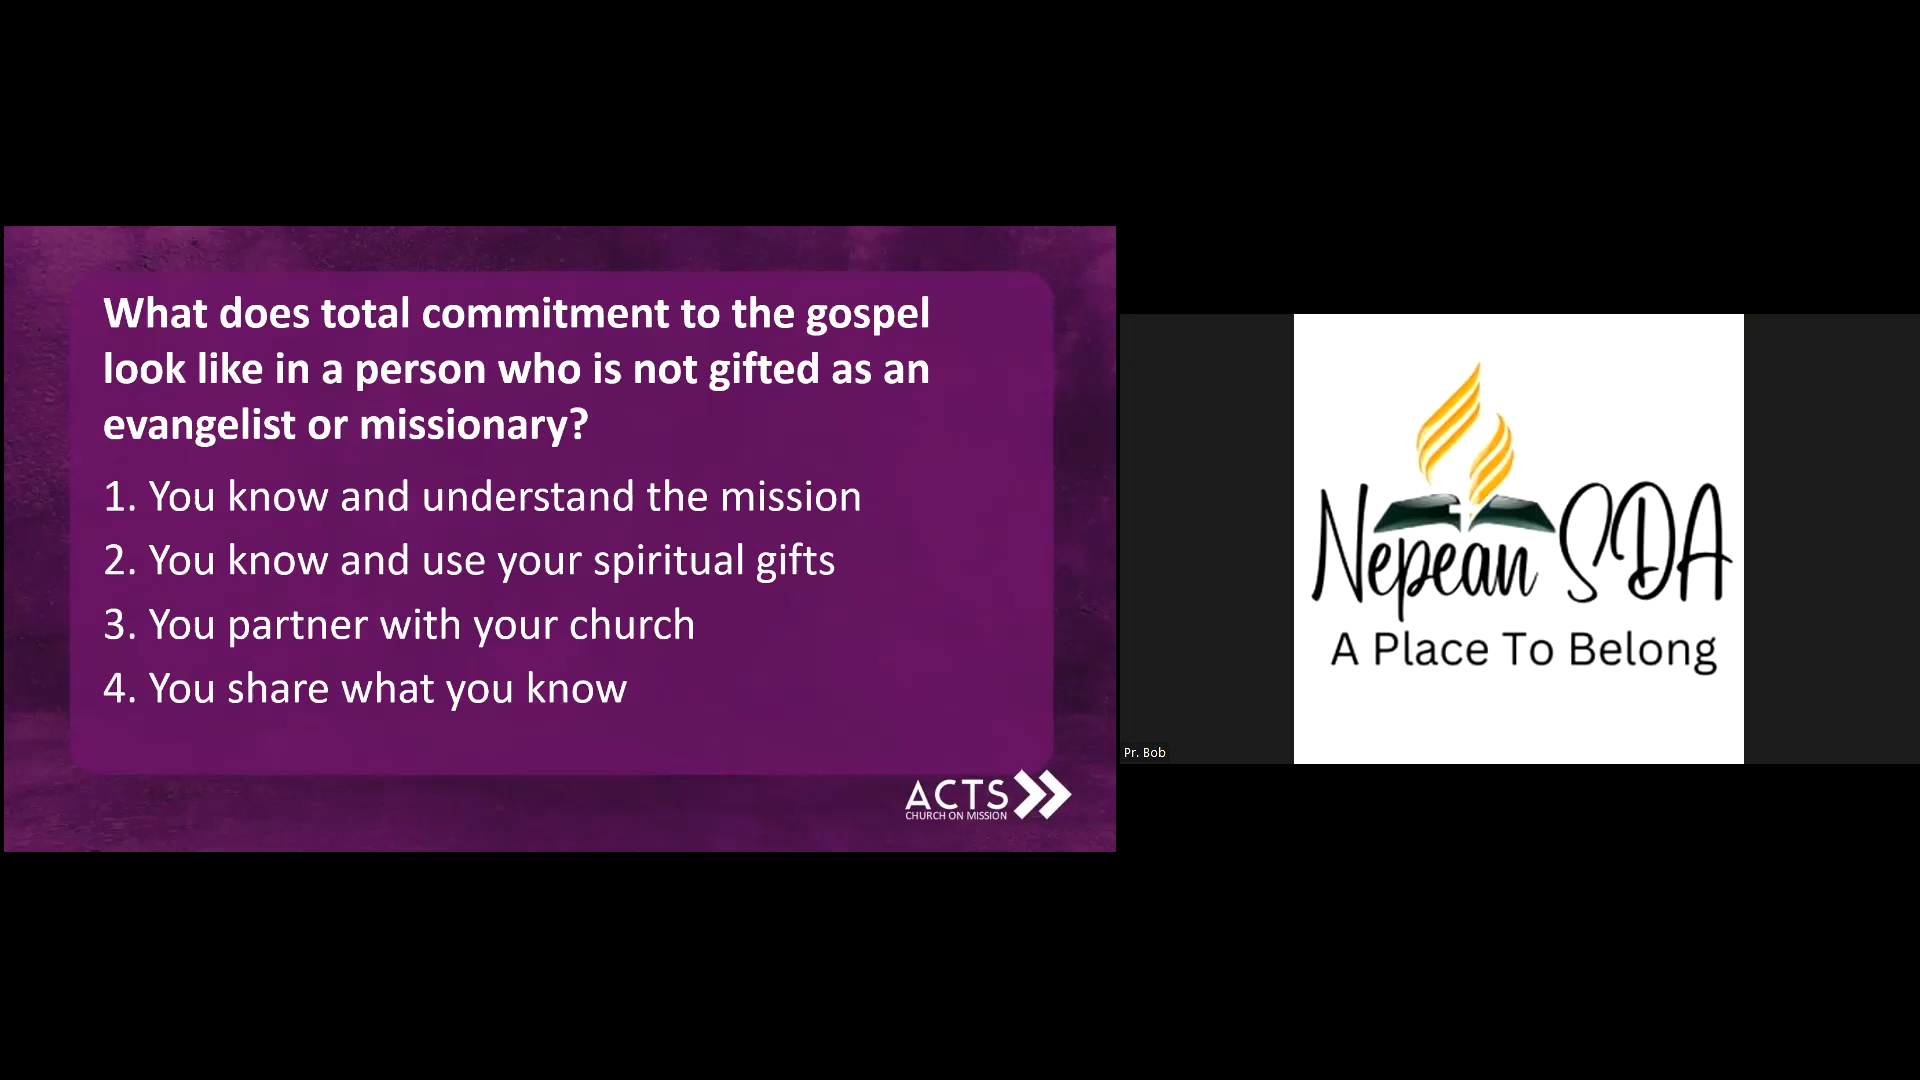 What does total commitment to the gospel
look like in a person who is not gifted as an
evangelist or missionary?
1. You know and understand the mission
2. You know and use your spiritual gifts
3. You partner with your church
4. You share what you know
ACTS
CHURCH ON MISSION
Nepean SDA
A Place To Belong
Pr. Bob